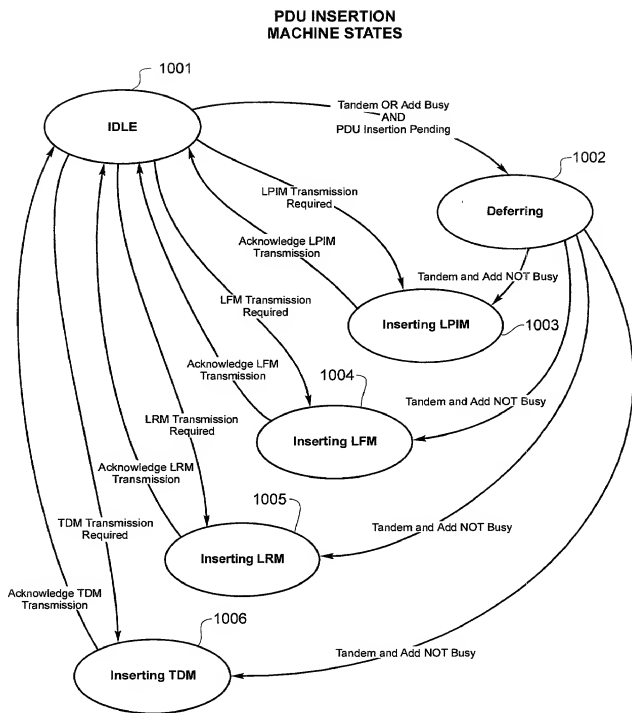 PDU INSERTION
MACHINE STATES
1001
IDLE
Tandem OR Add Busy
AND
PDU Insertion Pending
1002
Deferring
LPIM Transmission
Required
Acknowledge LPIM
Transmission
Tandem and Add NOT Busy
Inserting LPIM
1003
LFM Transmission
Required
Acknowledge LFM
Transmission
1004
Tandem and Add NOT Busy
Inserting LFM
LRM Transmission
Required
Acknowledge LRM
Transmission
1005
Tandem and Add NOT Busy
Inserting LRM
TDM Transmission
Required
Acknowledge TDM
Transmission
1006
Tandem and Add NOT Busy
Inserting TDM